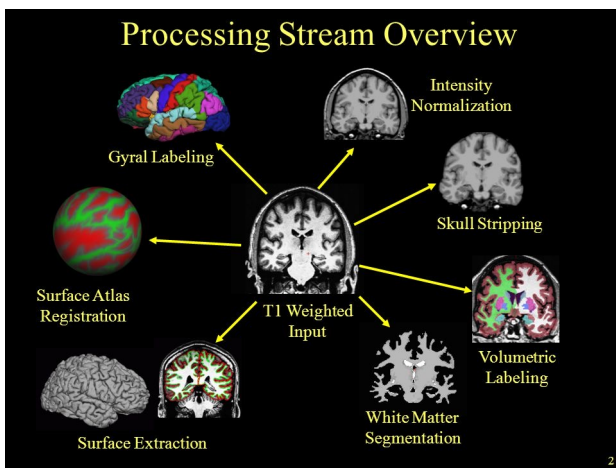 Processing Stream Overview
Intensity
Normalization
Gyral Labeling
Skull Stripping
Surface Atlas
Registration
T1 Weighted
Input
Volumetric
Labeling
White Matter
Segmentation
Surface Extraction
2